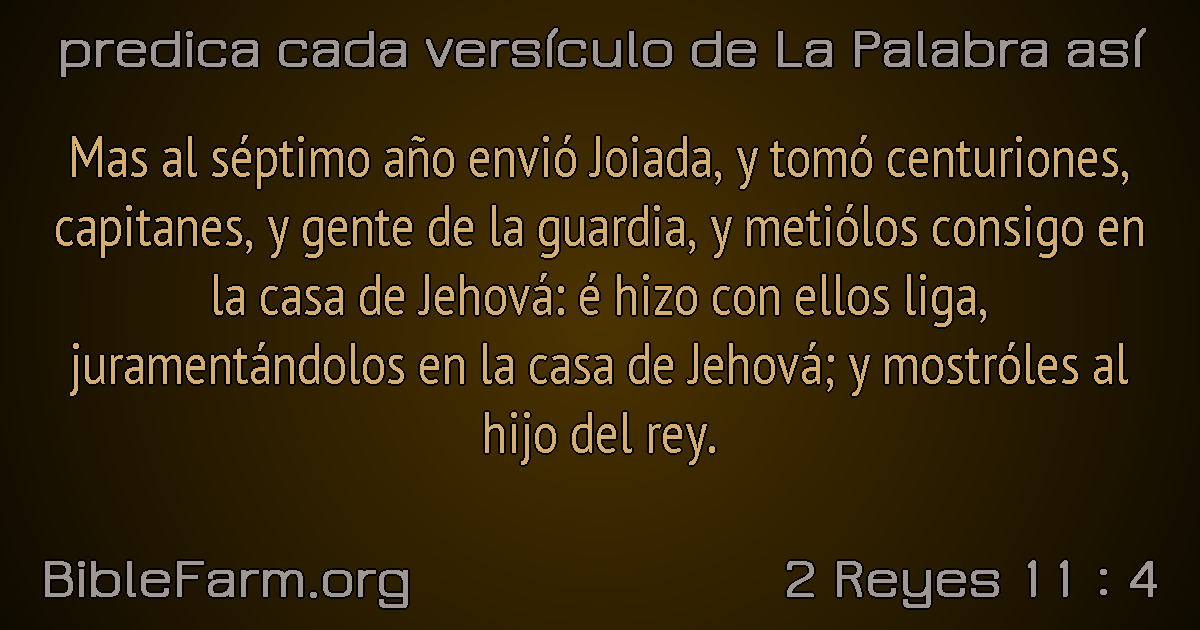 predica cada versículo de La Palabra así
Mas al séptimo año envió Joiada, y tomó centuriones,
capitanes, y gente de la guardia, y metiólos consigo en
la casa de Jehová: é hizo con ellos liga,
juramentándolos en la casa de Jehová; y mostróles al
hijo del rey.
BibleFarm.org
2 Reyes 11 : 4